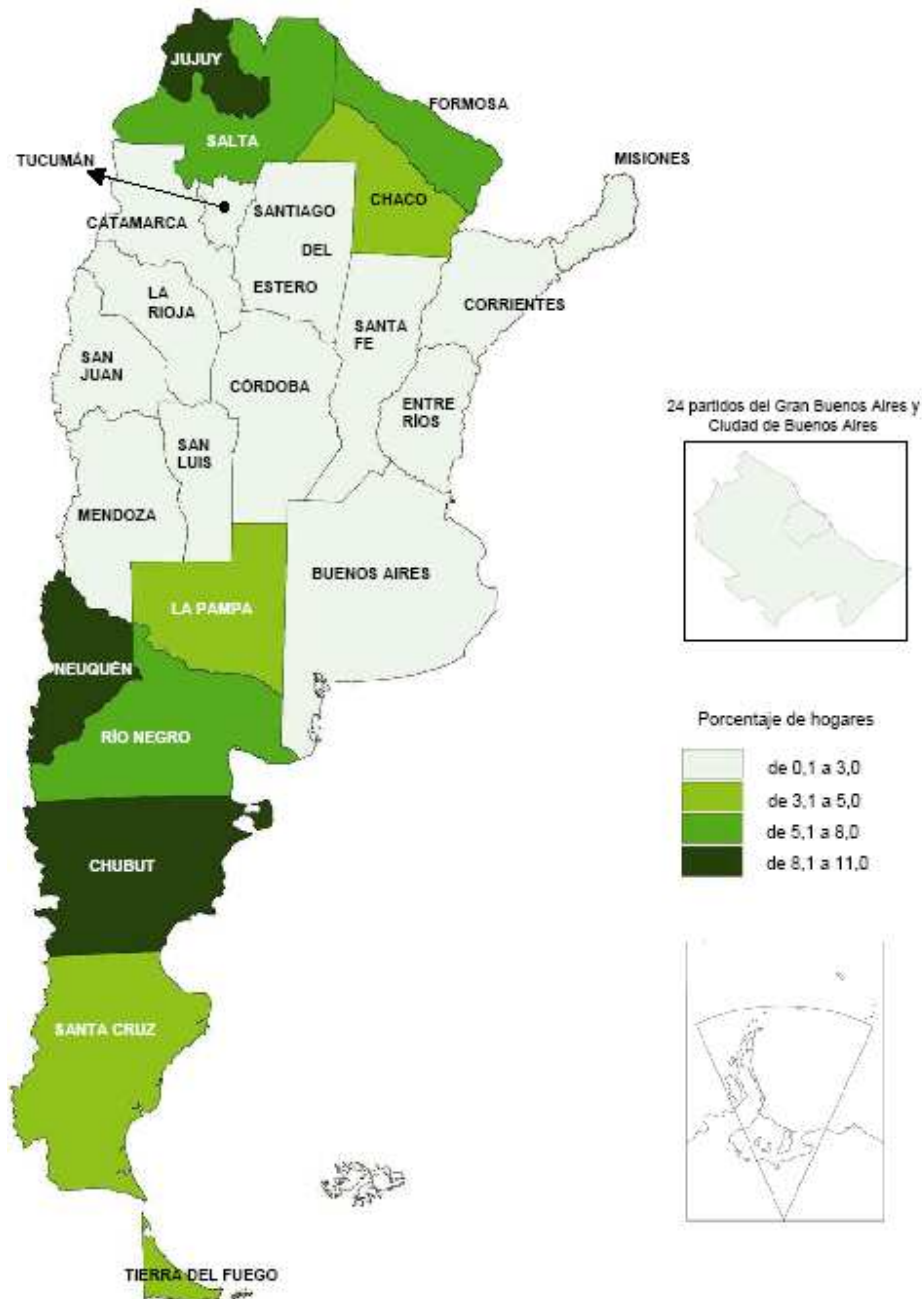 JUJUY
FORMOSA
SALTA
TUCUMÁN
MISIONES
CHACO
CATAMARCA
SANTIAGO
DEL
ESTERO
LA
RIOJA
CORRIENTES
SANTA
FE
SAN
JUAN
CÓRDOBA
ENTRE
RÍOS
24 partidos del Gran Buenos Aires y
Ciudad de Buenos Aires
SAN
LUIS
MENDOZA
BUENOS AIRES
LA PAMPA
NEUQUÉN
RÍO NEGRO
Porcentaje de hogares
de 0,1 a 3,0
de 3,1 a 5,0
de 5,1 a 8,0
de 8,1 a 11,0
CHUBUT
SANTA CRUZ
TIERRA DEL FUEGO